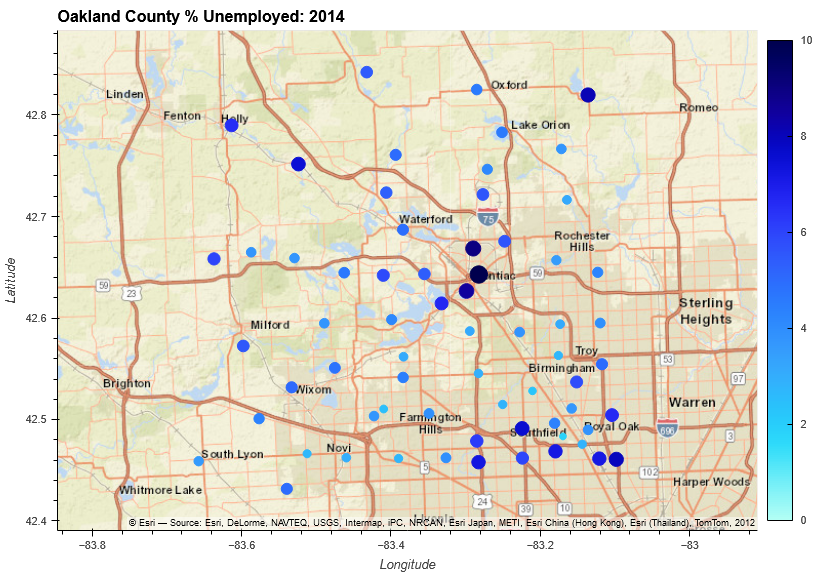 Oakland County % Unemployed: 2014
10
8
6
4
2
0
42.8
42.7
42.6
42.5
42.4
Latitude
−83.8
−83.6
−83.4
−83.2
−83
Longitude
Linden
Fenton
Holly
Oxford
Lake Orion
Romeo
Waterford
75
Rochester
Hills
59
23
59
Sterling
Heights
Milford
Troy
53
Birmingham
97
Brighton
Wixom
Warren
Farmington
Hills
Royal Oak
696
3
South Lyon
Novi
5
102
Harper Woods
Whitmore Lake
24
39
10
© Esri — Source: Esri, DeLorme, NAVTEQ, USGS, Intermap, iPC, NRCAN, Esri Japan, METI, Esri China (Hong Kong), Esri (Thailand), TomTom, 2012